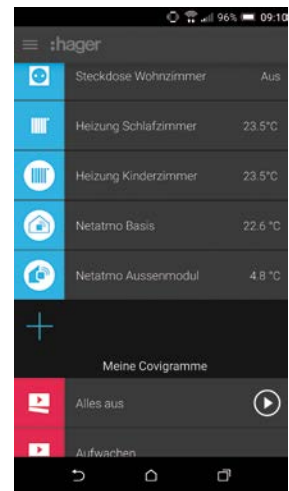 96% 09:10
:hager
Steckdose Wohnzimmer Aus
Heizung Schlafzimmer 23.5°C
Heizung Kinderzimmer 23.5°C
Netatmo Basis 22.6 °C
Netatmo Aussenmodul 4.8 °C
Meine Covigramme
Alles aus
Aufwachen